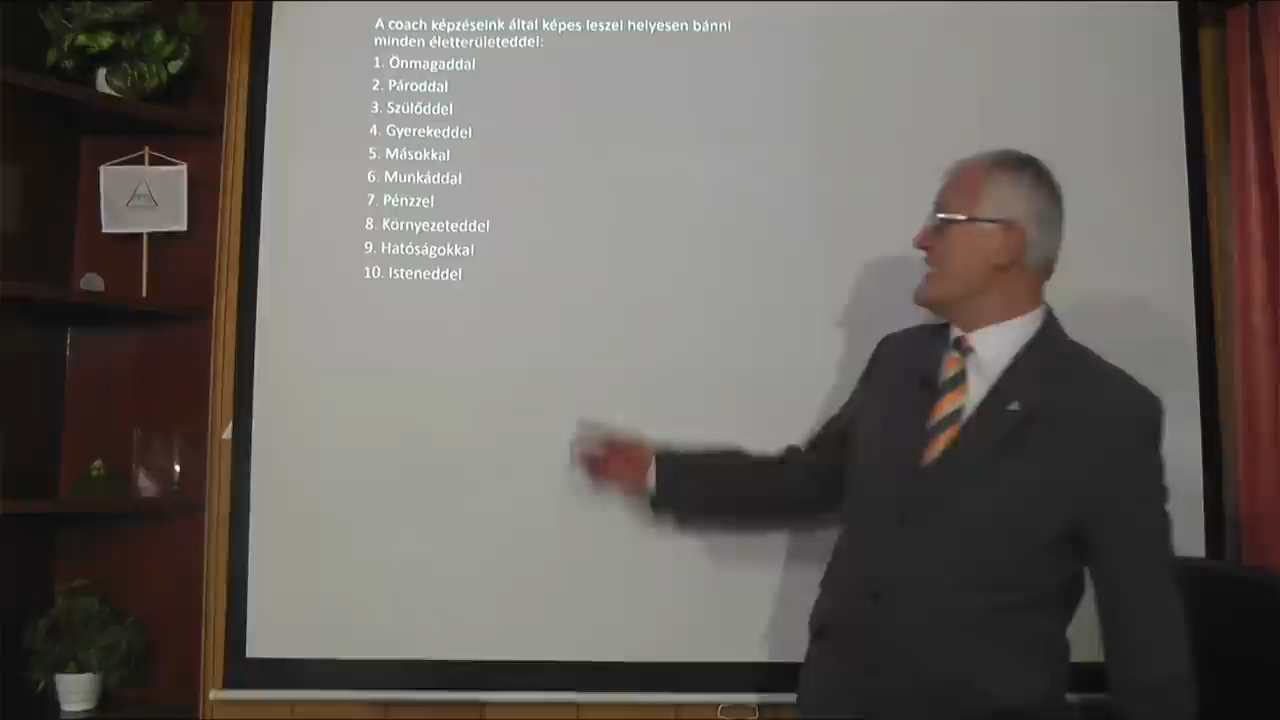 A coach képzéseink által képes leszel helyesen bánni
minden életterületeddel:
1. Önmagaddal
2. Pároddal
3. Szülőddel
4. Gyerekeddel
5. Másokkal
6. Munkáddal
7. Pénzzel
8. Környezeteddel
9. Hatóságokkal
10. Isteneddel